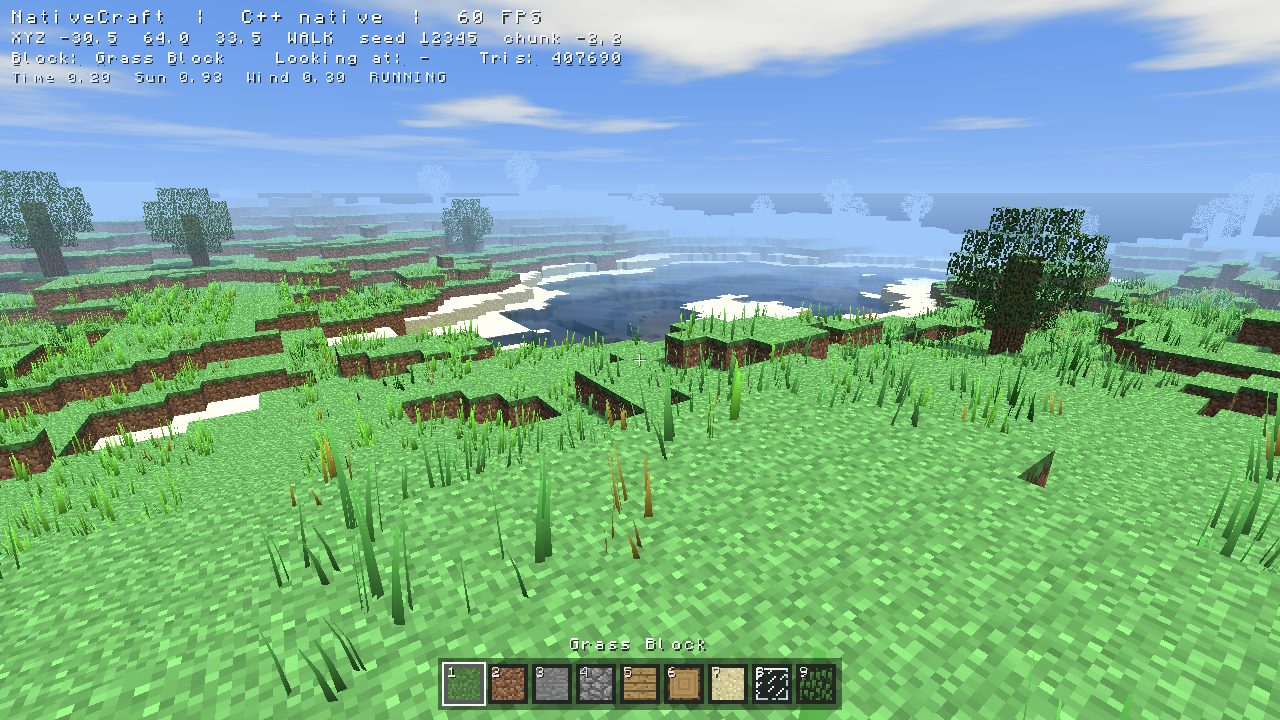 NativeCraft | C++ native | 60 FPS
XYZ -30.5 64.0 33.5 WALK seed 12345 chunk -2,2
Block: Grass Block Looking at: - Tris: 407690
Time 0.20 Sun 0.93 Wind 0.30 RUNNING
Grass Block
1 2 3 4 5 6 7 8 9